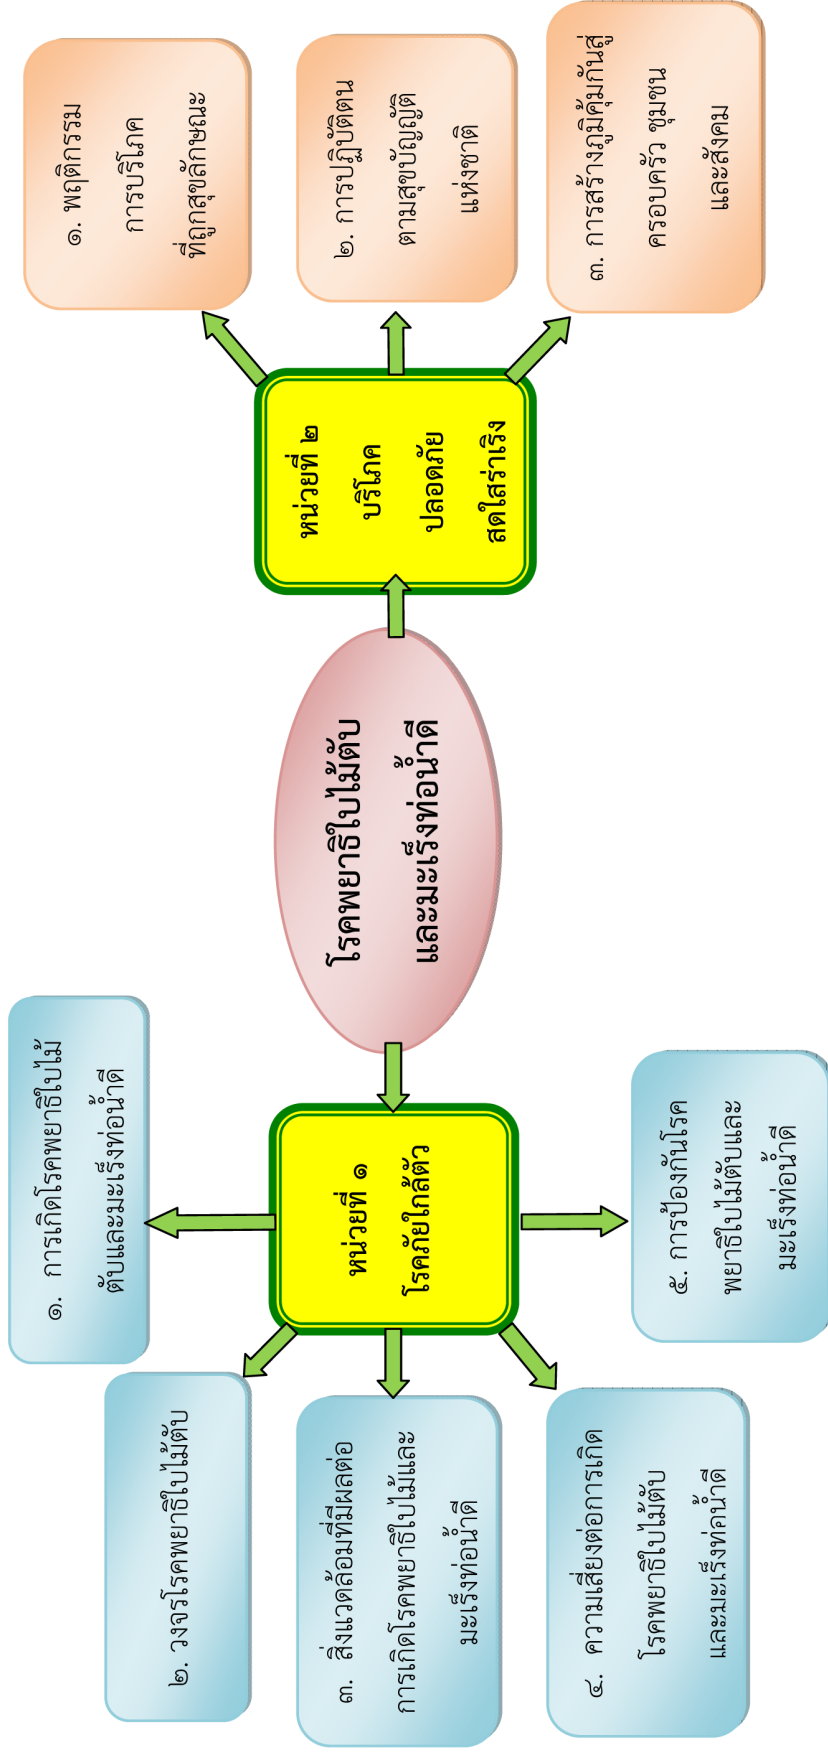 โรคพยาธิใบไม้ตับ
และมะเร็งท่อน้ำดี
หน่วยที่ ๑
โรคภัยใกล้ตัว
๑. การเกิดโรคพยาธิใบไม้
ตับและมะเร็งท่อน้ำดี
๒. วงจรโรคพยาธิใบไม้ตับ
๓. สิ่งแวดล้อมที่มีผลต่อ
การเกิดโรคพยาธิใบไม้และ
มะเร็งท่อน้ำดี
๔. ความเสี่ยงต่อการเกิด
โรคพยาธิใบไม้ตับ
และมะเร็งท่คน้ำดี
๕. การป้องกันโรค
พยาธิใบไม้ตับและ
มะเร็งท่อน้ำดี
หน่วยที่ ๒
บริโภค
ปลอดภัย
สดใสร่าเริง
๑. พฤติกรรม
การบริโภค
ที่ถูกสุขลักษณะ
๒. การปฏิบัติตน
ตามสุขบัญญัติ
แห่งชาติ
๓. การสร้างภูมิคุ้มกันสู่
ครอบครัว ชุมชน
และสังคม